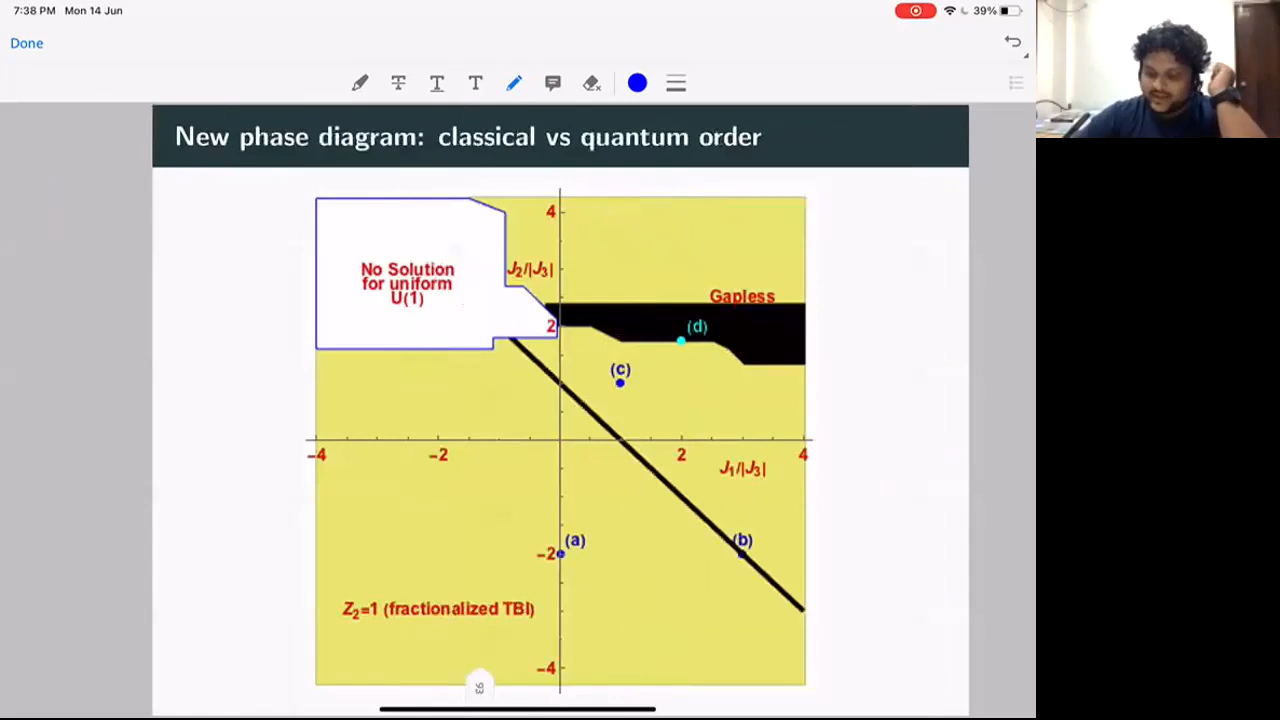 7:38 PM Mon 14 Jun
39%
Done
New phase diagram: classical vs quantum order
4
No Solution
for uniform
U(1)
J2/|J3|
Gapless
2
(d)
(c)
-4
-2
2
4
J1/|J3|
(a)
(b)
-2
Z2=1 (fractionalized TBI)
-4
93